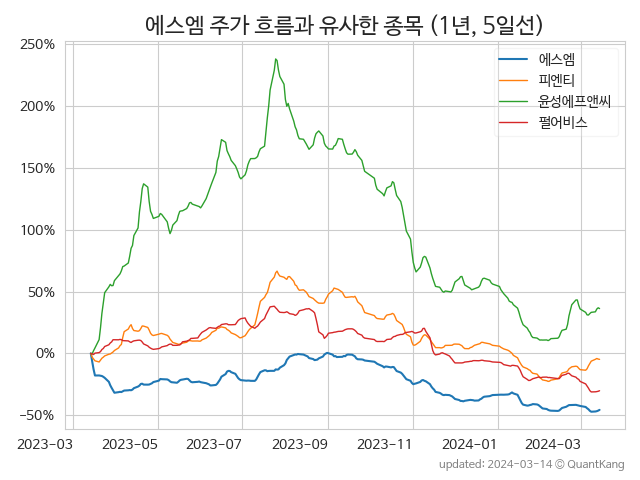 에스엠 주가 흐름과 유사한 종목 (1년, 5일선)
250%
200%
150%
100%
50%
0%
−50%
에스엠
피엔티
윤성에프앤씨
펄어비스
2023-03 2023-05 2023-07 2023-09 2023-11 2024-01 2024-03
updated: 2024-03-14 © QuantKang